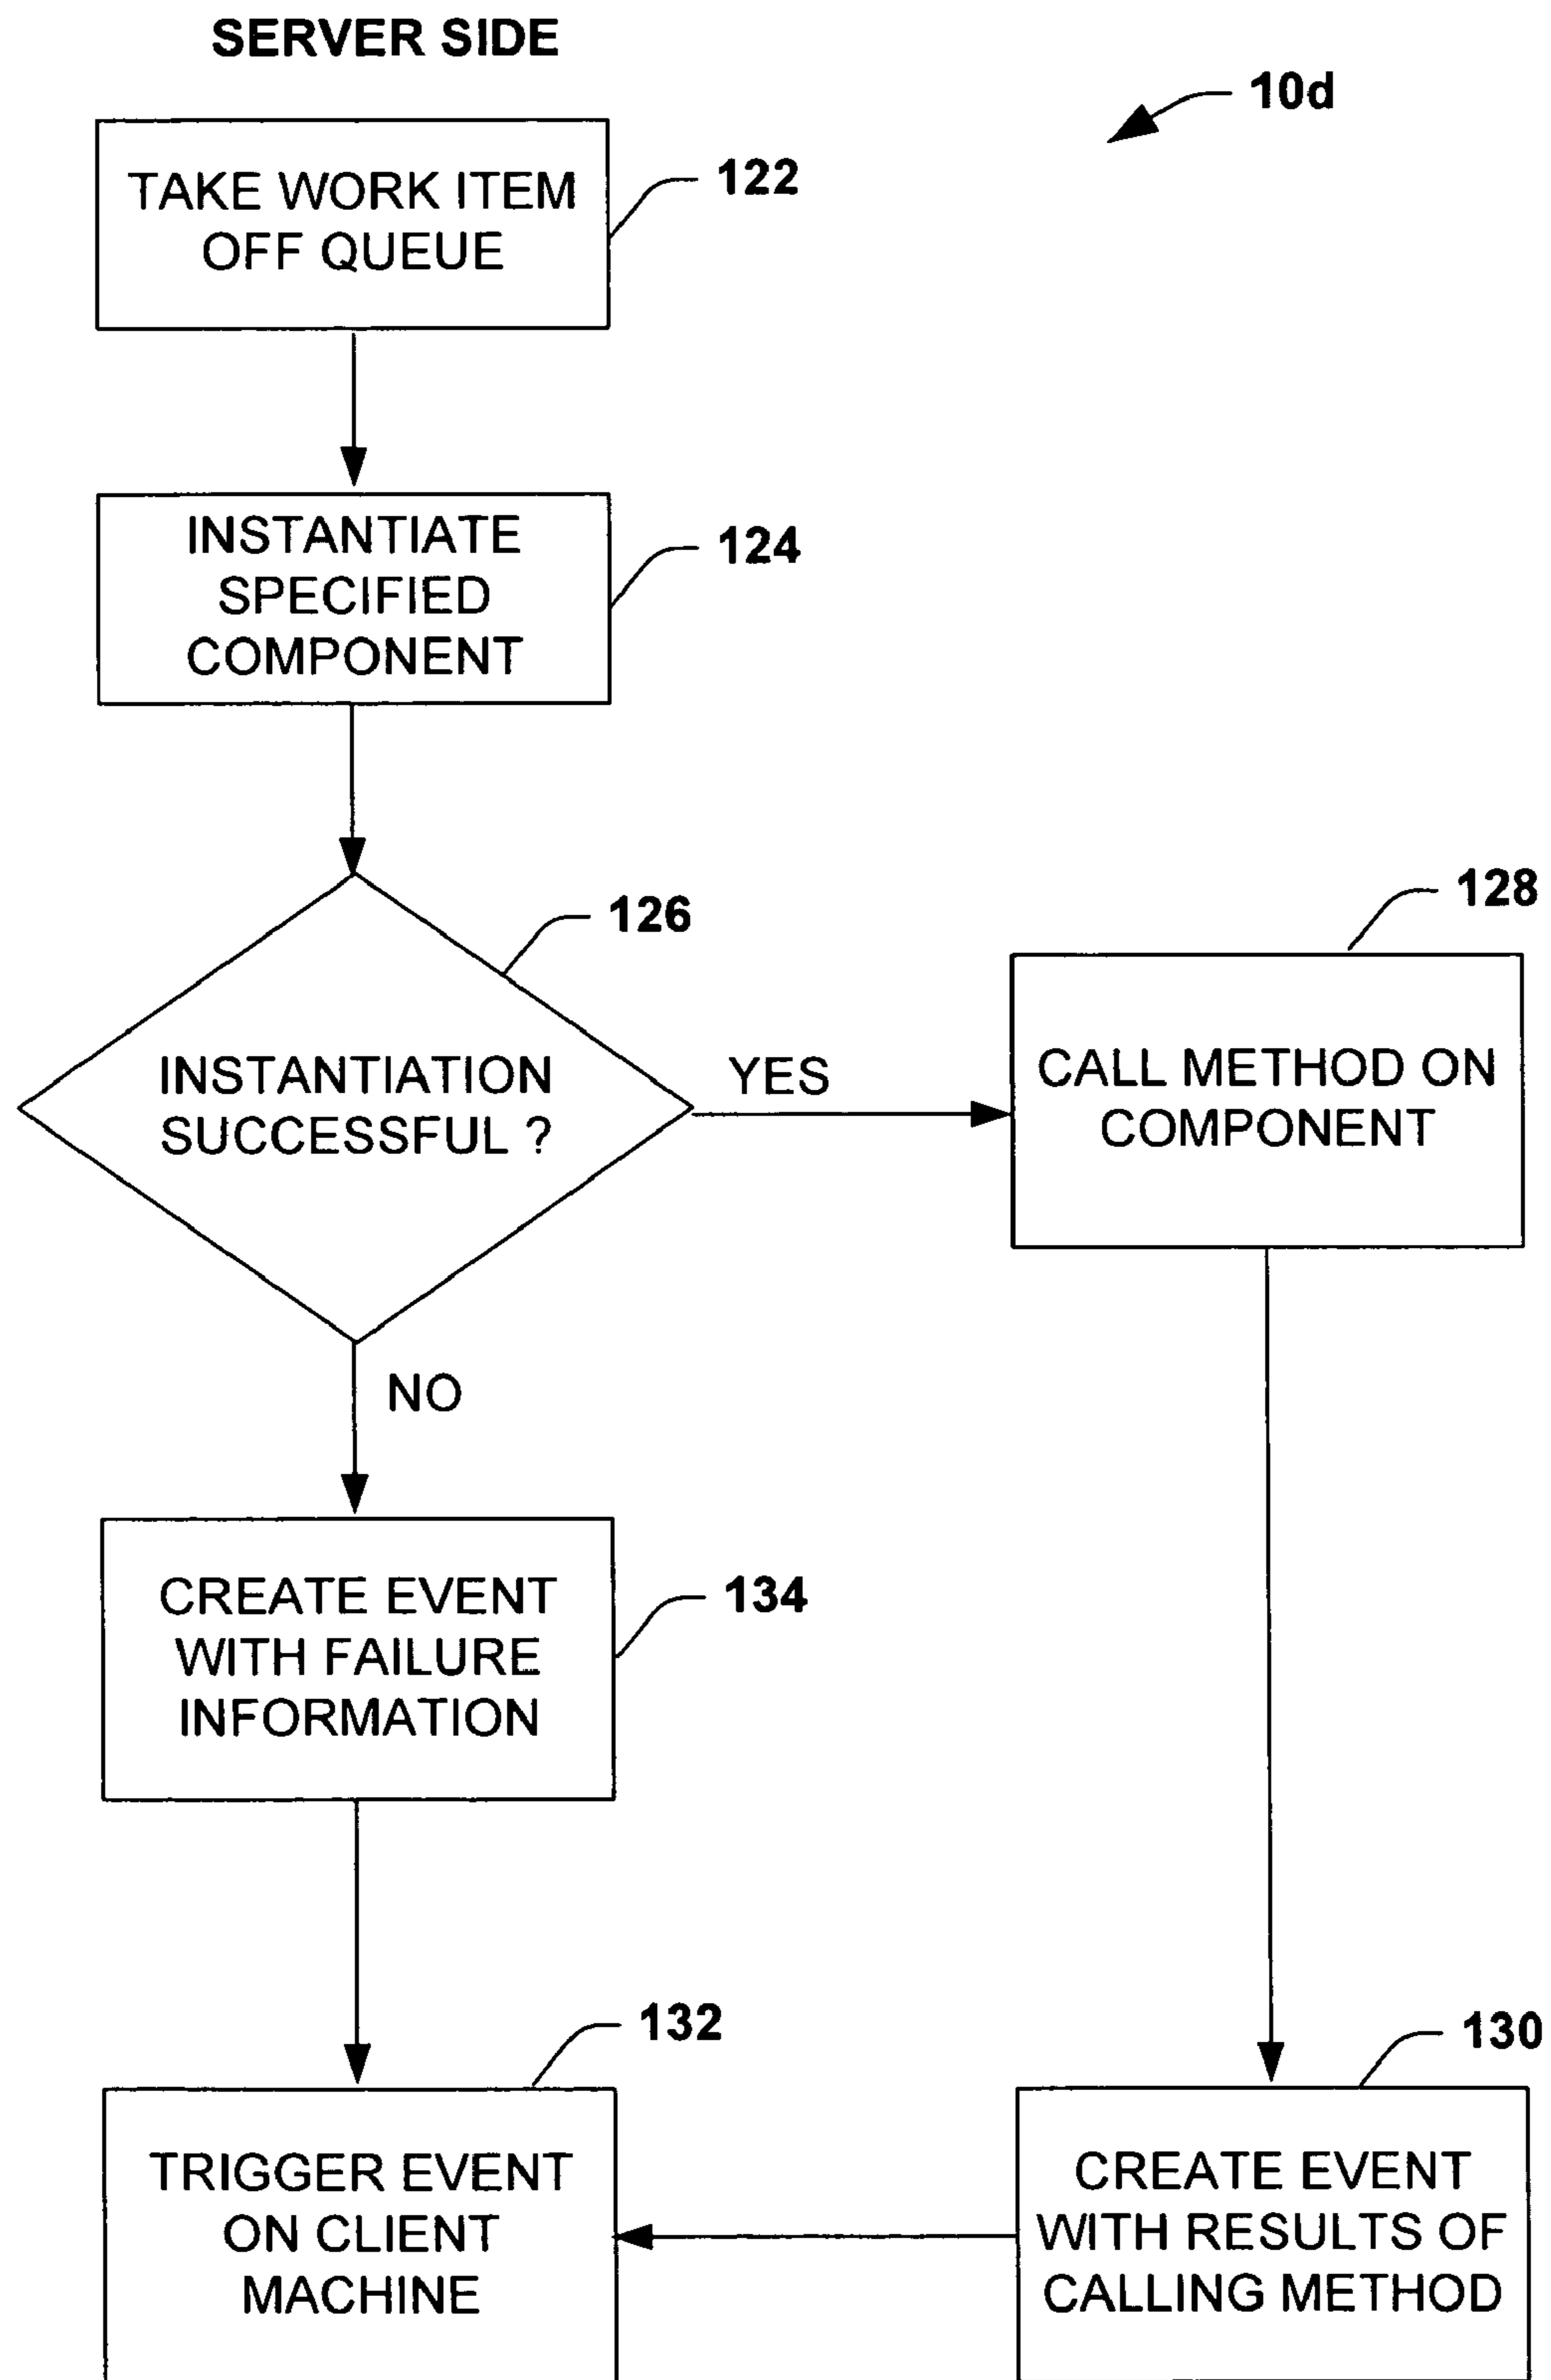 SERVER SIDE
10d
TAKE WORK ITEM
OFF QUEUE
122
INSTANTIATE
SPECIFIED
COMPONENT
124
126
INSTANTIATION
SUCCESSFUL ?
YES
128
CALL METHOD ON
COMPONENT
NO
CREATE EVENT
WITH FAILURE
INFORMATION
134
132
TRIGGER EVENT
ON CLIENT
MACHINE
130
CREATE EVENT
WITH RESULTS OF
CALLING METHOD